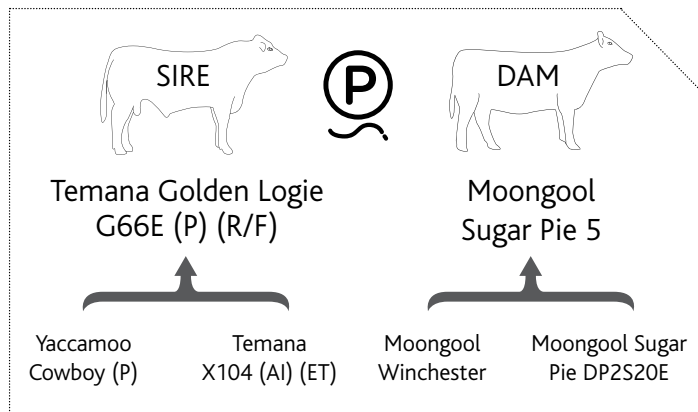 SIRE
P
DAM
Temana Golden Logie
G66E (P) (R/F)
Moongool
Sugar Pie 5
Yaccamoo
Cowboy (P)
Temana
X104 (AI) (ET)
Moongool
Winchester
Moongool Sugar
Pie DP2S20E